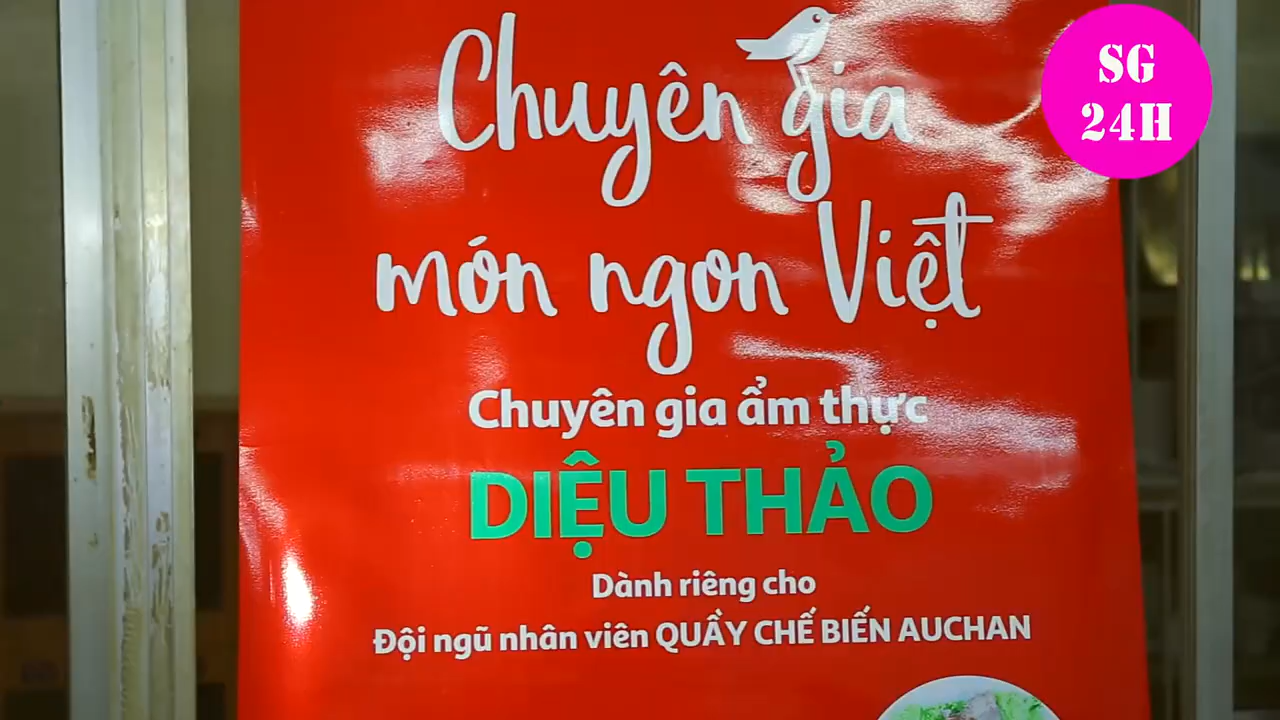 SG
24H
Chuyên gia
món ngon Việt
Chuyên gia ẩm thực
DIỆU THẢO
Dành riêng cho
Đội ngũ nhân viên QUẦY CHẾ BIẾN AUCHAN